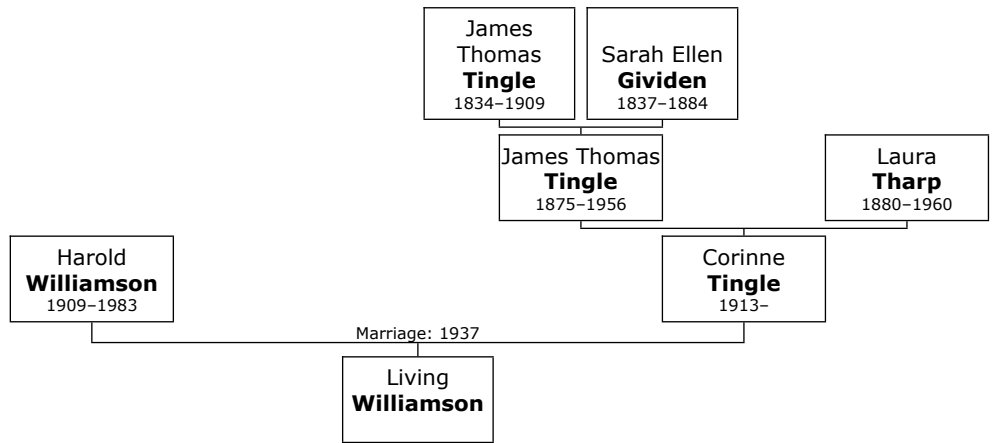 James
Thomas
Tingle
1834–1909
Sarah Ellen
Gividen
1837–1884
James Thomas
Tingle
1875–1956
Laura
Tharp
1880–1960
Harold
Williamson
1909–1983
Corinne
Tingle
1913–
Marriage: 1937
Living
Williamson